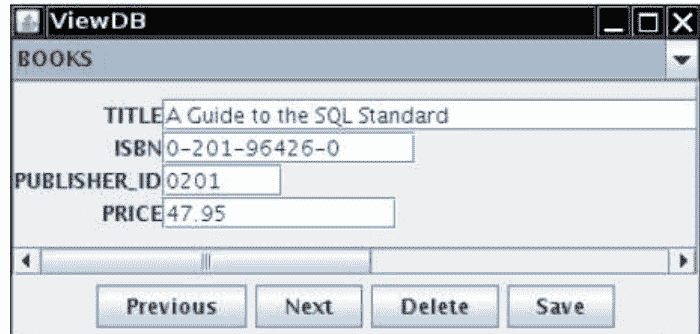 ViewDB
BOOKS
TITLE A Guide to the SQL Standard
ISBN 0-201-96426-0
PUBLISHER_ID 0201
PRICE 47.95
Previous Next Delete Save